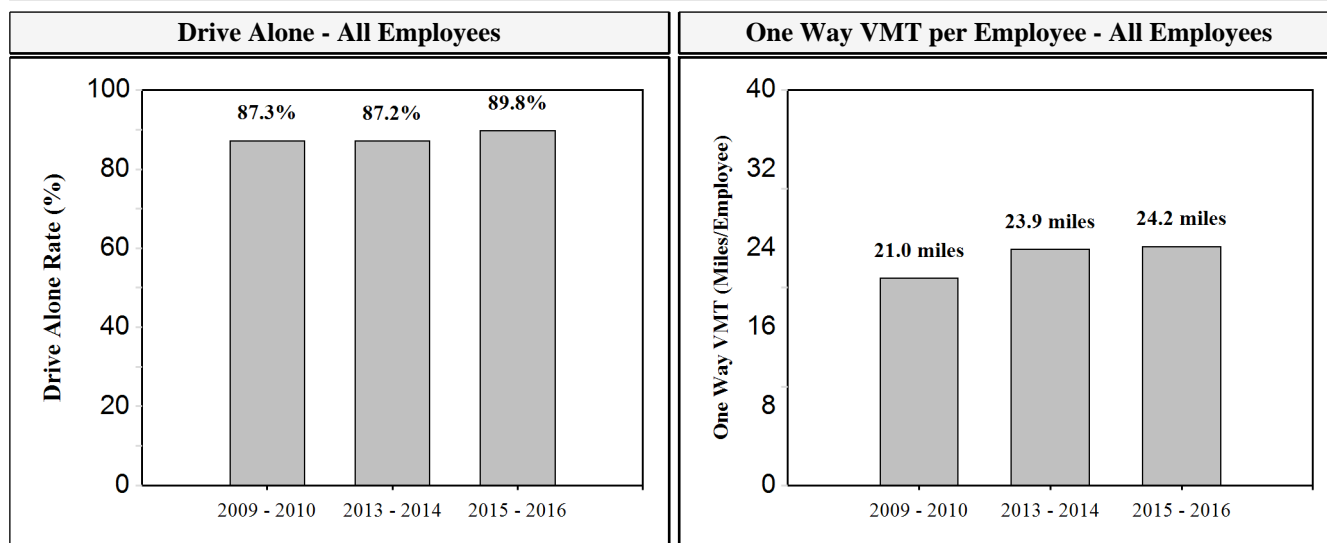 Drive Alone - All Employees
100
80
60
40
20
0
Drive Alone Rate (%)
87.3%
87.2%
89.8%
2009 - 2010
2013 - 2014
2015 - 2016
One Way VMT per Employee - All Employees
40
32
24
16
8
0
One Way VMT (Miles/Employee)
21.0 miles
23.9 miles
24.2 miles
2009 - 2010
2013 - 2014
2015 - 2016